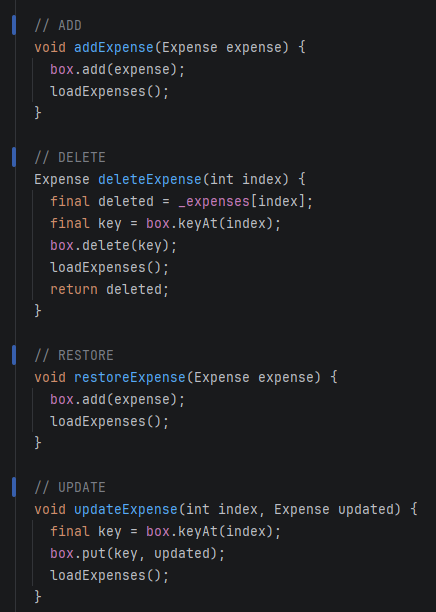 // ADD
void addExpense(Expense expense) {
  box.add(expense);
  loadExpenses();
}

// DELETE
Expense deleteExpense(int index) {
  final deleted = _expenses[index];
  final key = box.keyAt(index);
  box.delete(key);
  loadExpenses();
  return deleted;
}

// RESTORE
void restoreExpense(Expense expense) {
  box.add(expense);
  loadExpenses();
}

// UPDATE
void updateExpense(int index, Expense updated) {
  final key = box.keyAt(index);
  box.put(key, updated);
  loadExpenses();
}